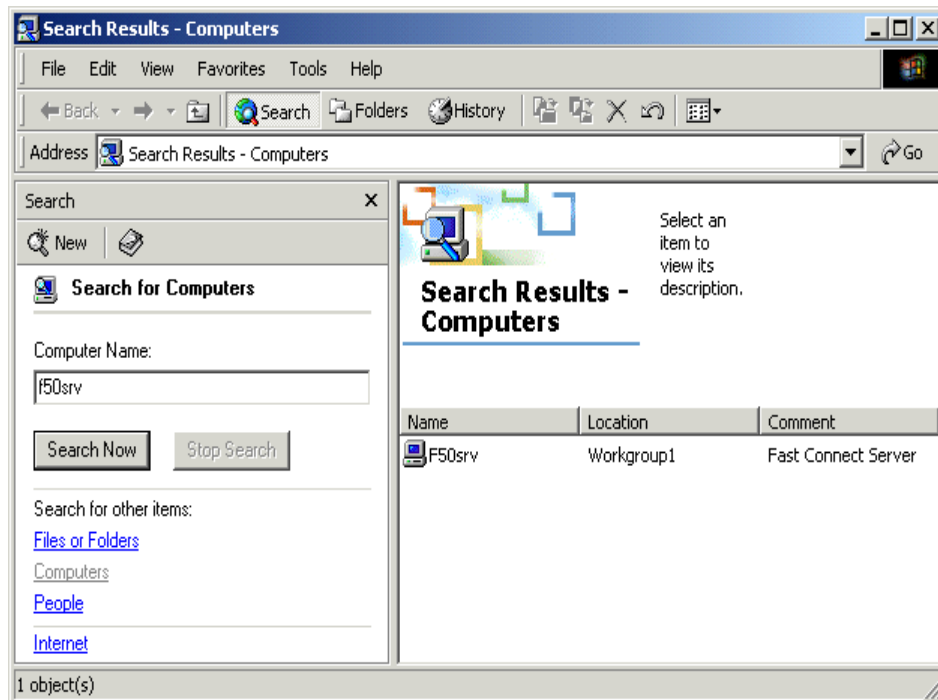 Search Results - Computers
File Edit View Favorites Tools Help
Back Search Folders History
Address Search Results - Computers Go
Search
New
Search for Computers
Computer Name:
f50srv
Search Now Stop Search
Search for other items:
Files or Folders
Computers
People
Internet
Search Results -
Computers
Select an
item to
view its
description.
Name Location Comment
F50srv Workgroup1 Fast Connect Server
1 object(s)